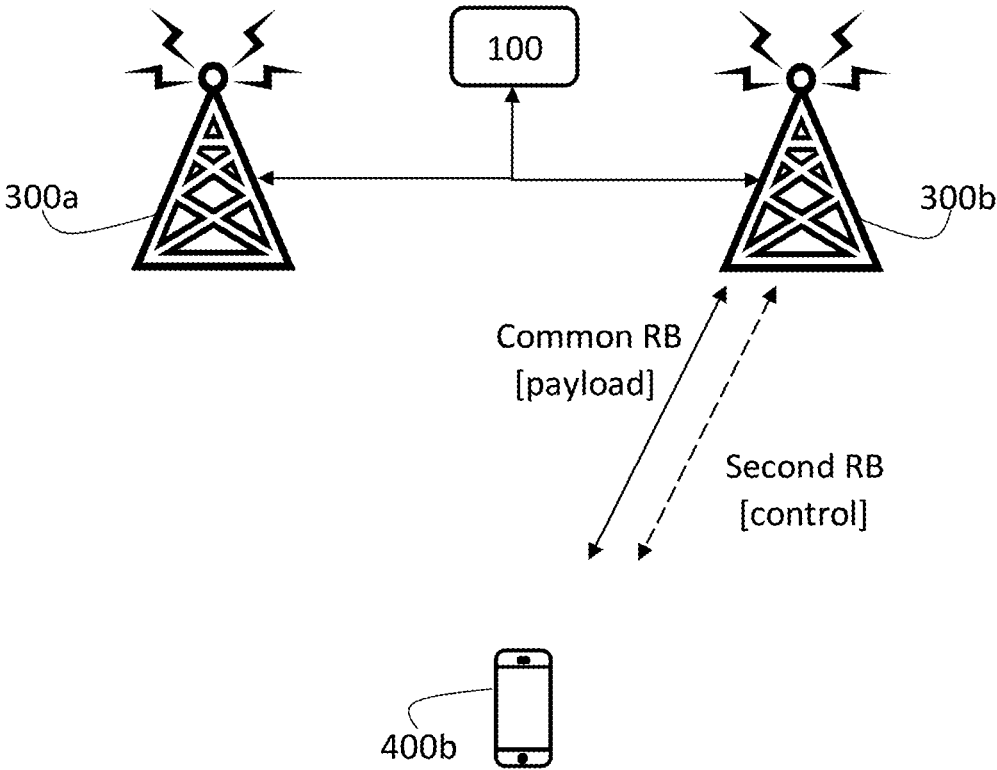 100
300a
300b
Common RB
[payload]
Second RB
[control]
400b